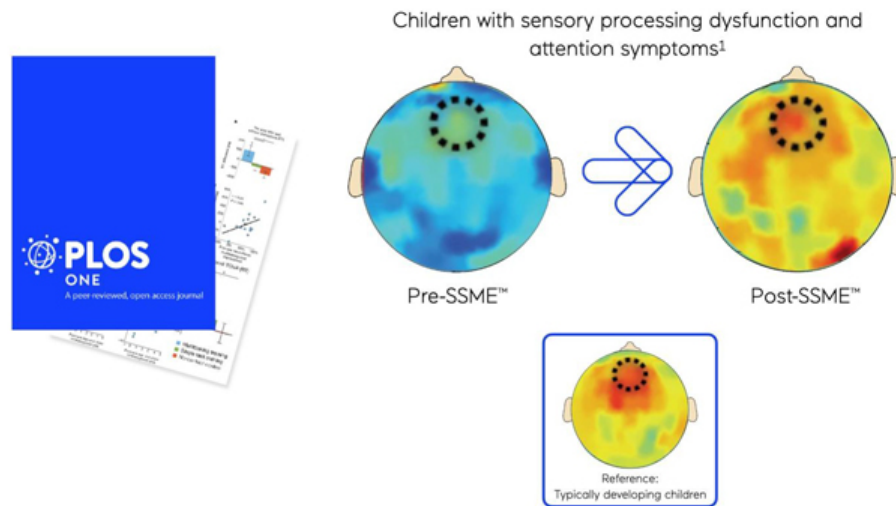 Children with sensory processing dysfunction and
attention symptoms¹
PLOS
ONE
A peer-reviewed, open access journal
Pre-SSME™
Post-SSME™
Reference:
Typically developing children